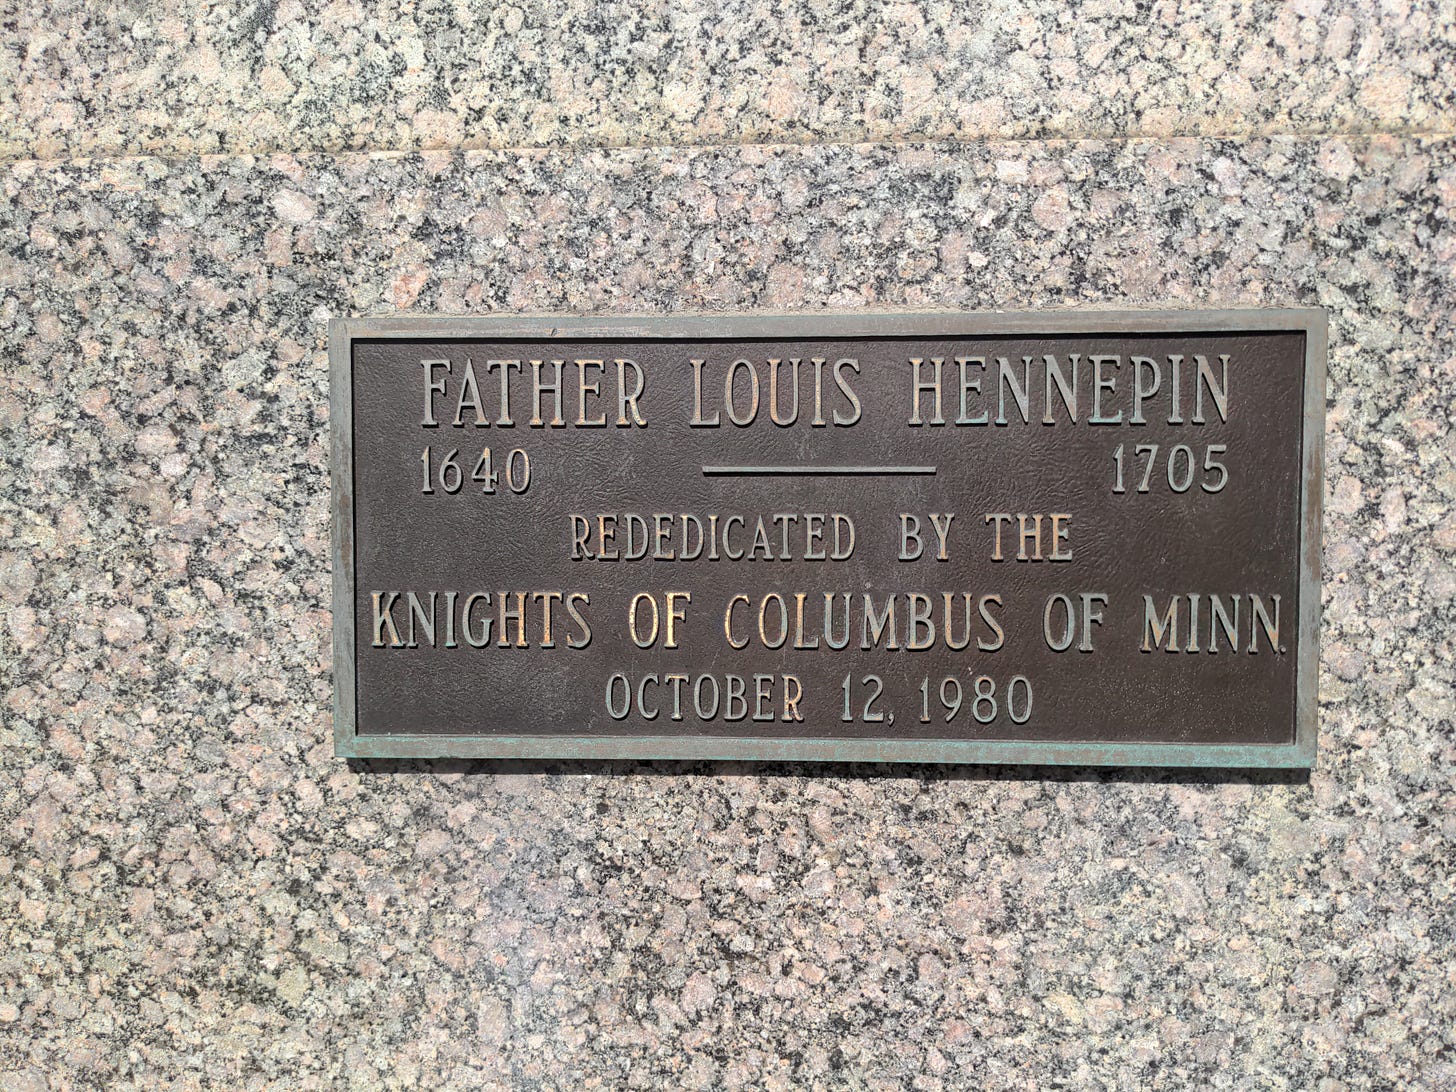 FATHER LOUIS HENNEPIN
1640 1705
REDEDICATED BY THE
KNIGHTS OF COLUMBUS OF MINN.
OCTOBER 12, 1980